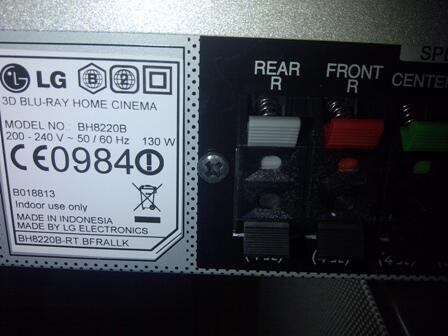 LG
3D BLU-RAY HOME CINEMA
MODEL NO.: BH8220B
200 - 240 V ~ 50 / 60 Hz 130 W
CE0984
B018813
Indoor use only
MADE IN INDONESIA
MADE BY LG ELECTRONICS
BH8220B-RT.BFRALLK
REAR
R
FRONT
R
CENTER